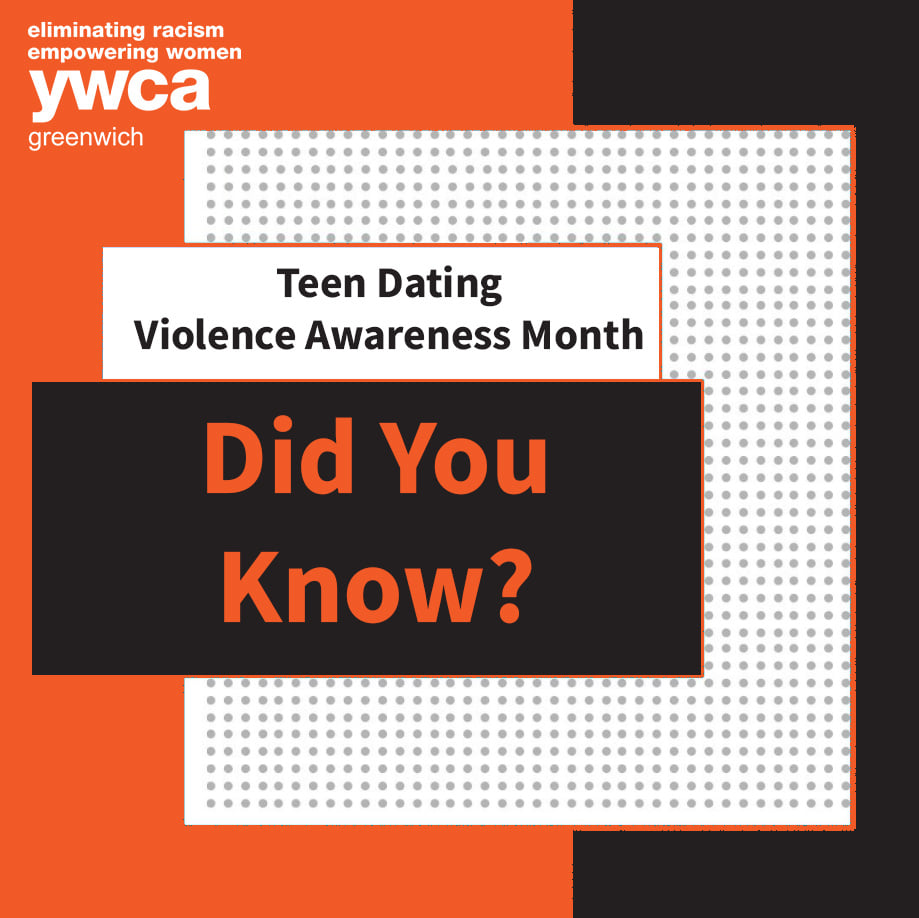 eliminating racism
empowering women
ywca
greenwich
Teen Dating
Violence Awareness Month
Did You
Know?